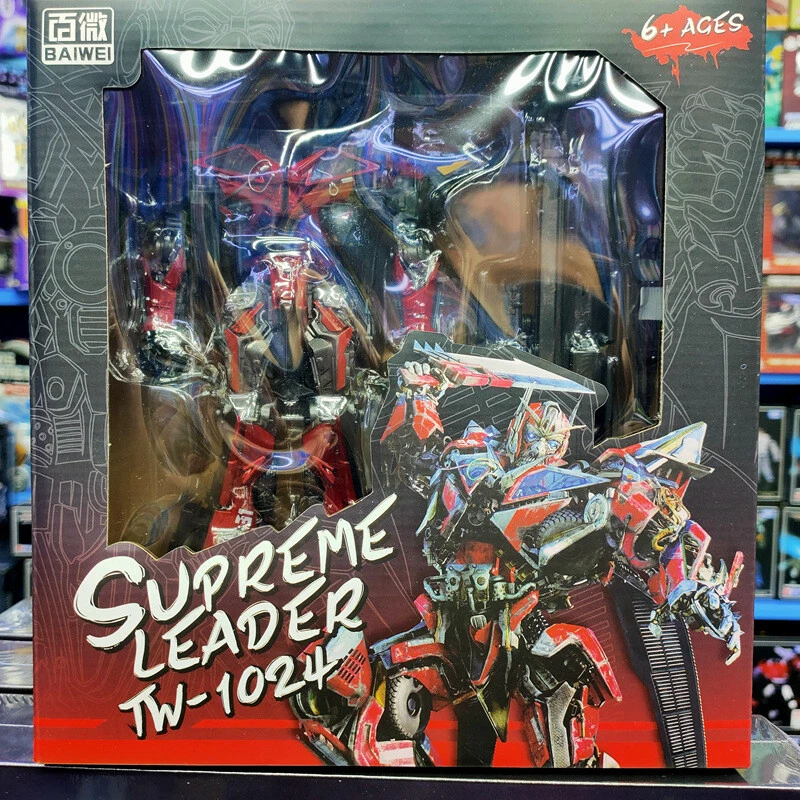 百微
BAIWEI
6+ AGES
SUPREME
LEADER
TW-1024